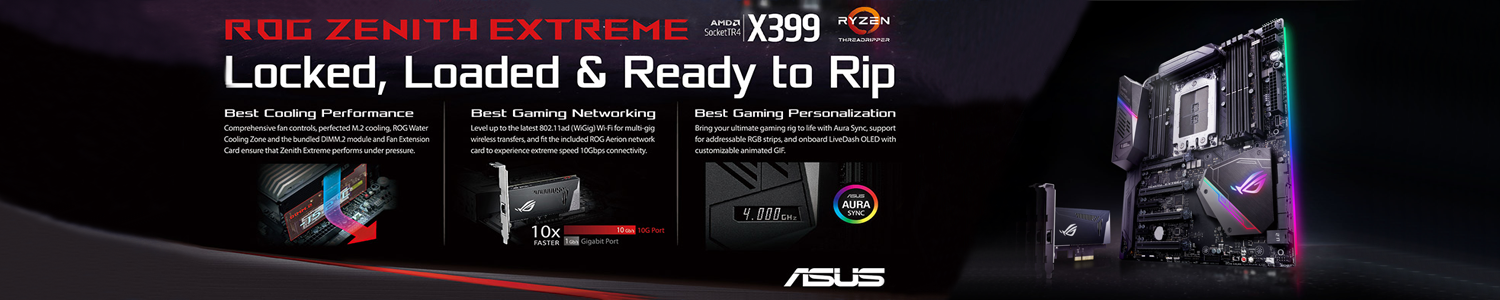 ROG ZENITH EXTREME
AMD
SocketTR4
X399
RYZEN
THREADRIPPER
Locked, Loaded & Ready to Rip
Best Cooling Performance
Comprehensive fan controls, perfected M.2 cooling, ROG Water
Cooling Zone and the bundled DIMM.2 module and Fan Extension
Card ensure that Zenith Extreme performs under pressure.
Best Gaming Networking
Level up to the latest 802.11ad (WiGig) Wi-Fi for multi-gig
wireless transfers, and fit the included ROG Aerion network
card to experience extreme speed 10Gbps connectivity.
10x
FASTER
10 Gb/s 10G Port
1 Gb/s Gigabit Port
Best Gaming Personalization
Bring your ultimate gaming rig to life with Aura Sync, support
for addressable RGB strips, and onboard LiveDash OLED with
customizable animated GIF.
4.000GHz
ASUS
AURA
SYNC
ASUS